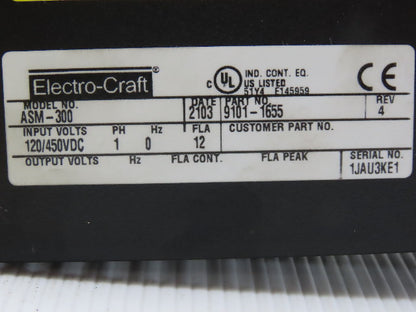 Electro-Craft®
c UL US IND. CONT. EQ.
LISTED
51Y4 E145959
CE
MODEL NO. DATE PART NO. REV
ASM-300 2103 9101-1655 4
INPUT VOLTS PH Hz FLA CUSTOMER PART NO.
120/450VDC 1 0 12
OUTPUT VOLTS Hz FLA CONT. FLA PEAK SERIAL NO.
1JAU3KE1